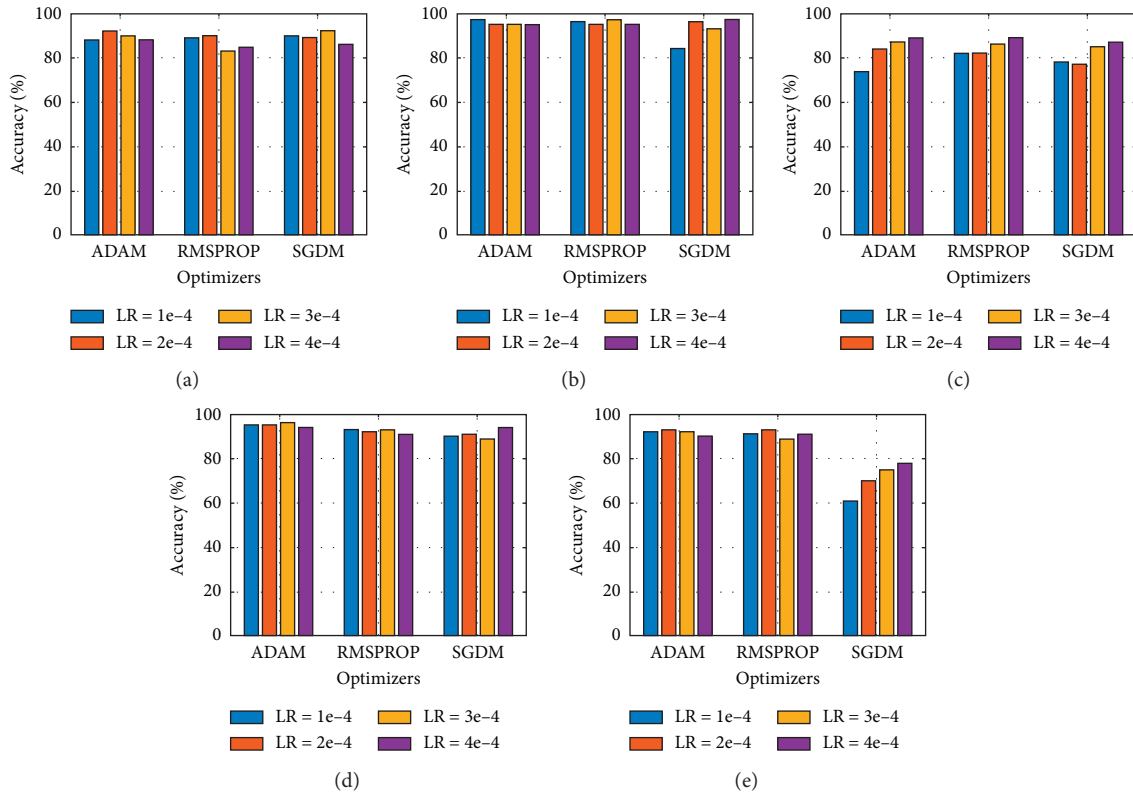 100
80
60
40
20
0
Accuracy (%)
ADAM RMSPROP SGDM
Optimizers
LR = 1e–4 LR = 3e–4
LR = 2e–4 LR = 4e–4
(a)
100
80
60
40
20
0
Accuracy (%)
ADAM RMSPROP SGDM
Optimizers
LR = 1e–4 LR = 3e–4
LR = 2e–4 LR = 4e–4
(b)
100
80
60
40
20
0
Accuracy (%)
ADAM RMSPROP SGDM
Optimizers
LR = 1e–4 LR = 3e–4
LR = 2e–4 LR = 4e–4
(c)
100
80
60
40
20
0
Accuracy (%)
ADAM RMSPROP SGDM
Optimizers
LR = 1e–4 LR = 3e–4
LR = 2e–4 LR = 4e–4
(d)
100
80
60
40
20
0
Accuracy (%)
ADAM RMSPROP SGDM
Optimizers
LR = 1e–4 LR = 3e–4
LR = 2e–4 LR = 4e–4
(e)